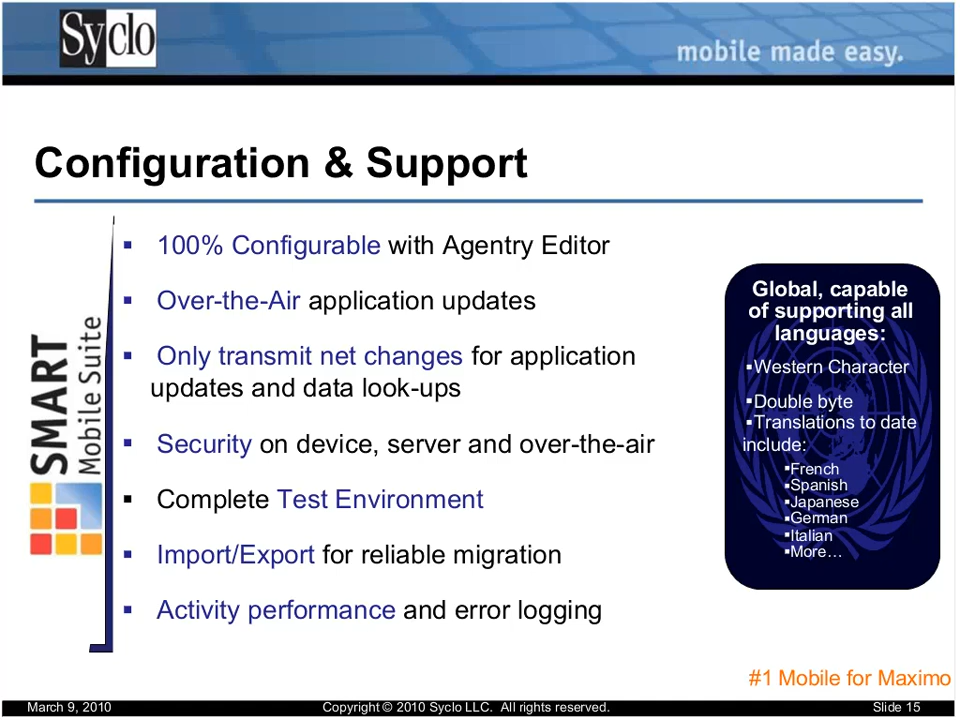 Syclo
mobile made easy.
Configuration & Support
SMART
Mobile Suite
▪ 100% Configurable with Agentry Editor
▪ Over-the-Air application updates
▪ Only transmit net changes for application
updates and data look-ups
▪ Security on device, server and over-the-air
▪ Complete Test Environment
▪ Import/Export for reliable migration
▪ Activity performance and error logging
Global, capable
of supporting all
languages:
▪Western Character
▪Double byte
▪Translations to date
include:
▪French
▪Spanish
▪Japanese
▪German
▪Italian
▪More…
#1 Mobile for Maximo
March 9, 2010
Copyright © 2010 Syclo LLC. All rights reserved.
Slide 15